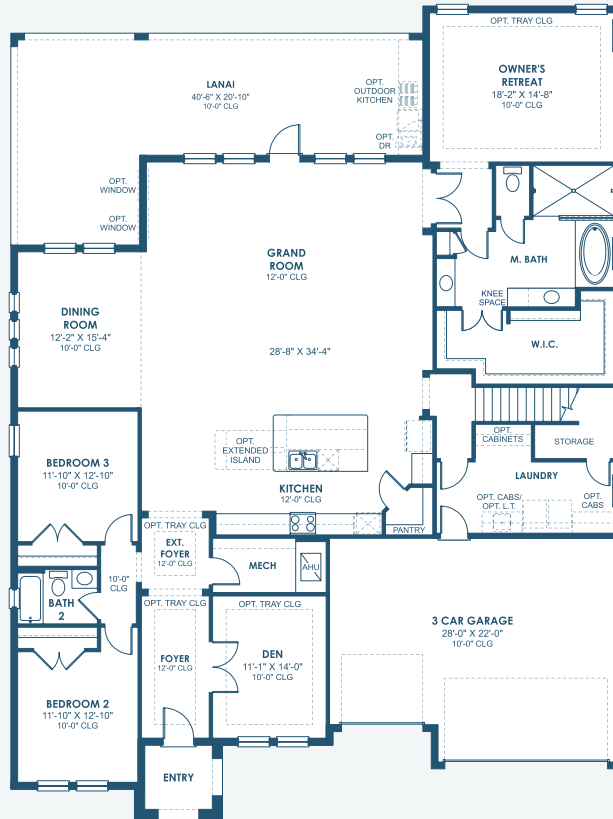 OPT. TRAY CLG
OWNER'S
RETREAT
18'-2" X 14'-8"
10'-0" CLG
LANAI
40'-6" X 20'-10"
10'-0" CLG
OPT.
OUTDOOR
KITCHEN
OPT.
DR
OPT.
WINDOW
OPT.
WINDOW
GRAND
ROOM
12'-0" CLG
28'-8" X 34'-4"
M. BATH
KNEE
SPACE
W.I.C.
DINING
ROOM
12'-2" X 15'-4"
10'-0" CLG
OPT.
CABINETS
STORAGE
LAUNDRY
OPT. CABS/
OPT. L.T.
OPT.
CABS
OPT.
EXTENDED
ISLAND
KITCHEN
12'-0" CLG
PANTRY
BEDROOM 3
11'-10" X 12'-10"
10'-0" CLG
OPT. TRAY CLG
EXT.
FOYER
12'-0" CLG
MECH
AHU
10'-0"
CLG
BATH
2
OPT. TRAY CLG
FOYER
12'-0" CLG
OPT. TRAY CLG
DEN
11'-1" X 14'-0"
10'-0" CLG
3 CAR GARAGE
28'-0" X 22'-0"
10'-0" CLG
BEDROOM 2
11'-10" X 12'-10"
10'-0" CLG
ENTRY